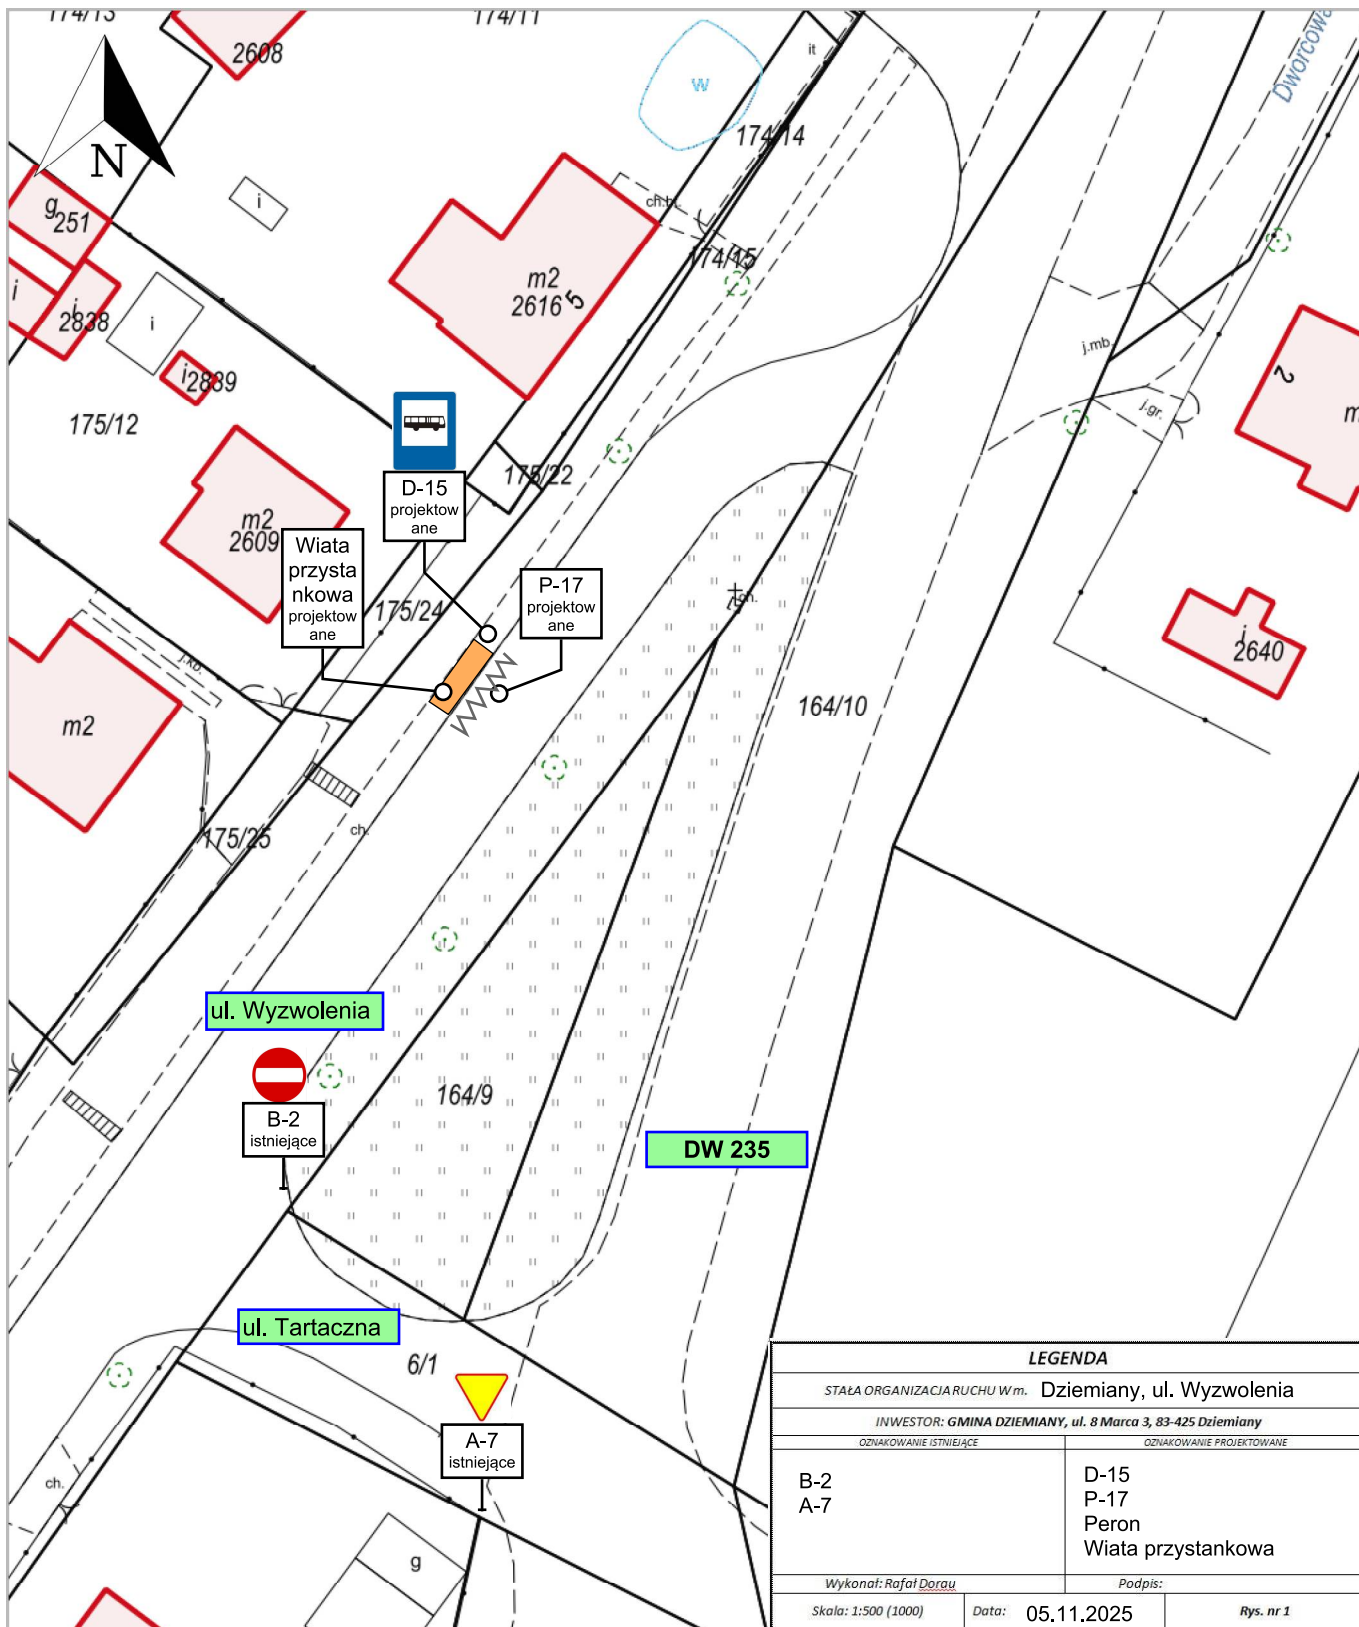 174/13
174/11
2608
it
Dworcowa
w
174/14
N
g
251
i
ch.bt.
174/15
m2
2616
5
i
i
2838
i
i
2839
j.mb.
2
j.gr.
m
175/12
175/22
D-15
projektow
ane
m2
2609
Wiata
przysta
nkowa
projektow
ane
P-17
projektow
ane
175/24
j.kb.
i
2640
164/10
m2
175/25
ch.
ul. Wyzwolenia
164/9
B-2
istniejące
DW 235
ul. Tartaczna
6/1
A-7
istniejące
ch.
g
LEGENDA
STAŁA ORGANIZACJA RUCHU W m. Dziemiany, ul. Wyzwolenia
INWESTOR: GMINA DZIEMIANY, ul. 8 Marca 3, 83-425 Dziemiany
OZNAKOWANIE ISTNIEJĄCE
OZNAKOWANIE PROJEKTOWANE
B-2
A-7
D-15
P-17
Peron
Wiata przystankowa
Wykonał: Rafał Dorau
Podpis:
Skala: 1:500 (1000)
Data: 05.11.2025
Rys. nr 1